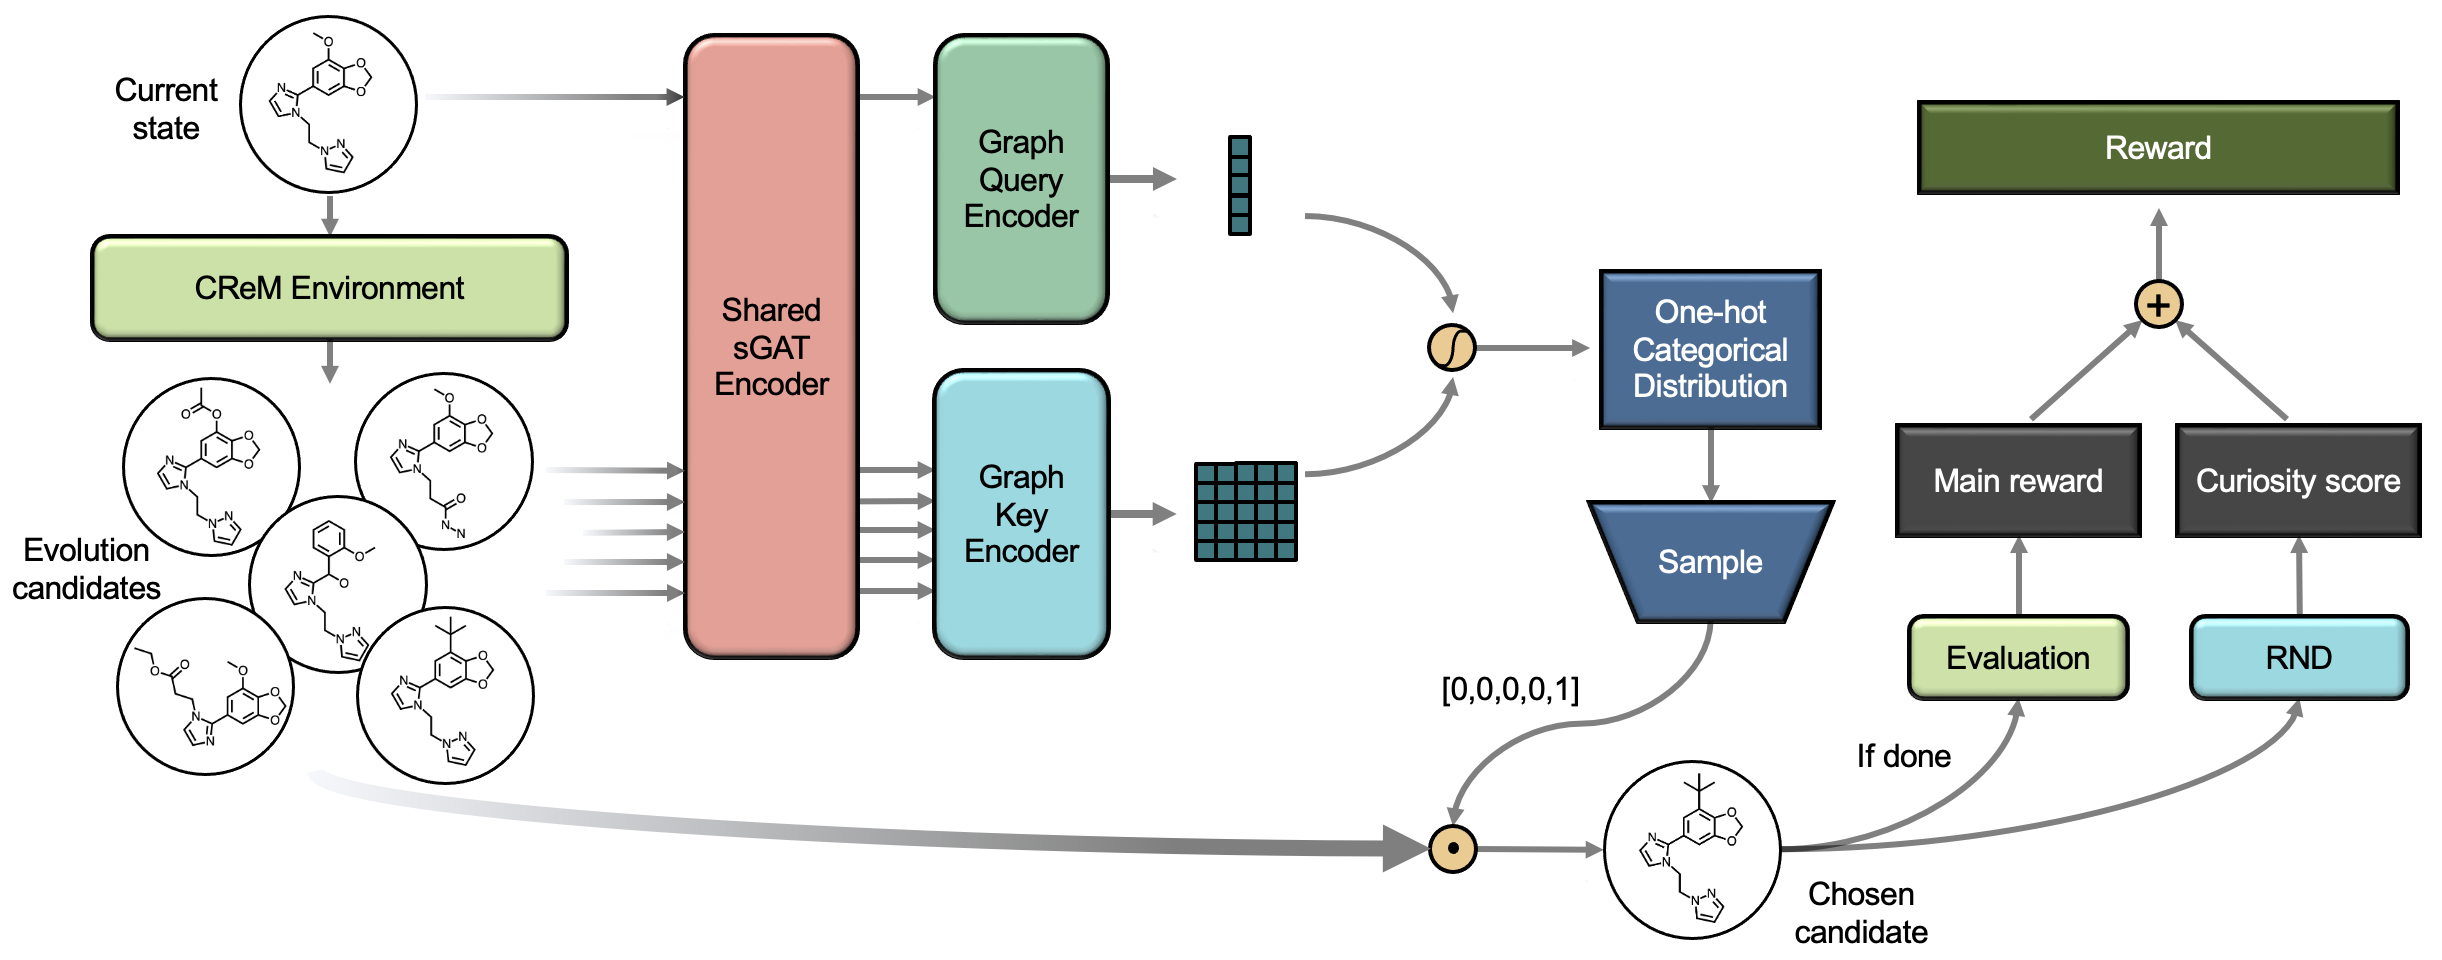 Current
state
CReM Environment
Evolution
candidates
Shared
sGAT
Encoder
Graph
Query
Encoder
Graph
Key
Encoder
One-hot
Categorical
Distribution
Sample
[0,0,0,0,1]
Chosen
candidate
If done
Evaluation
RND
Main reward
Curiosity score
+
Reward